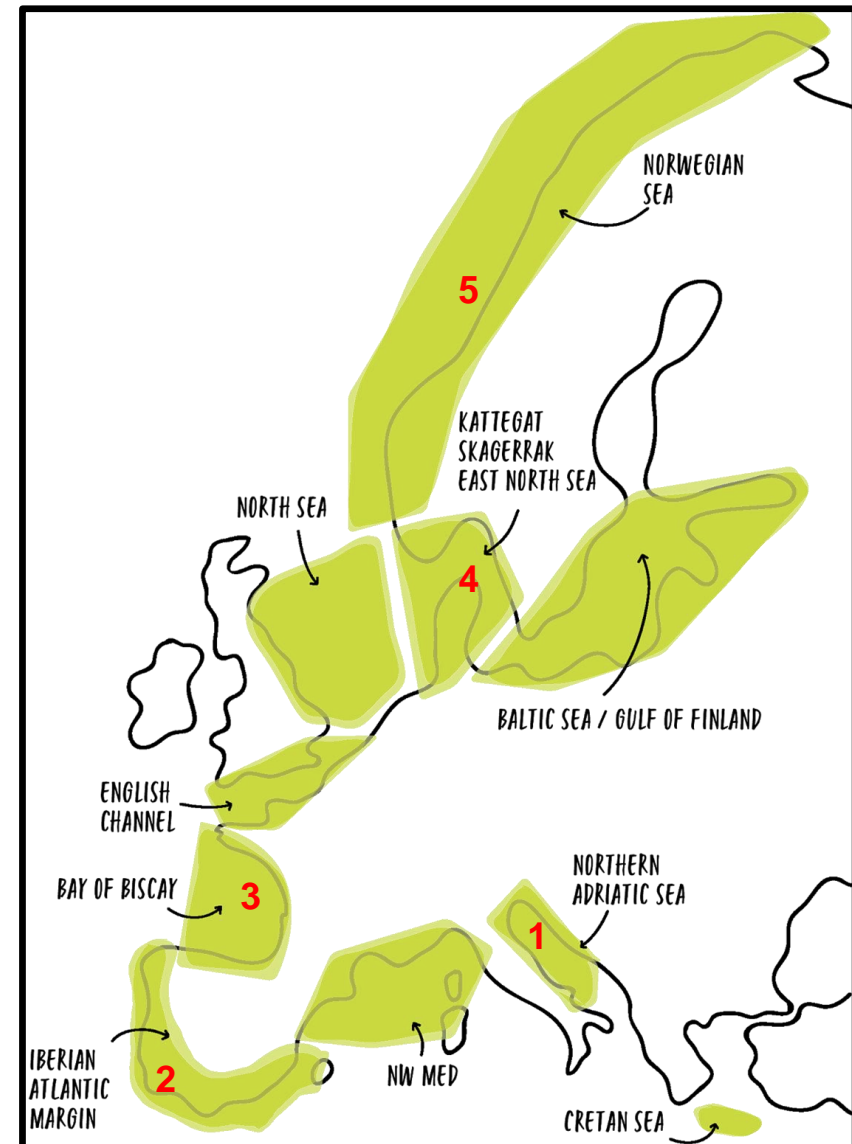 NORWEGIAN
SEA
5
KATTEGAT
SKAGERRAK
EAST NORTH SEA
NORTH SEA
4
BALTIC SEA / GULF OF FINLAND
ENGLISH
CHANNEL
NORTHERN
ADRIATIC SEA
BAY OF BISCAY
3
1
IBERIAN
ATLANTIC
MARGIN
2
NW MED
CRETAN SEA